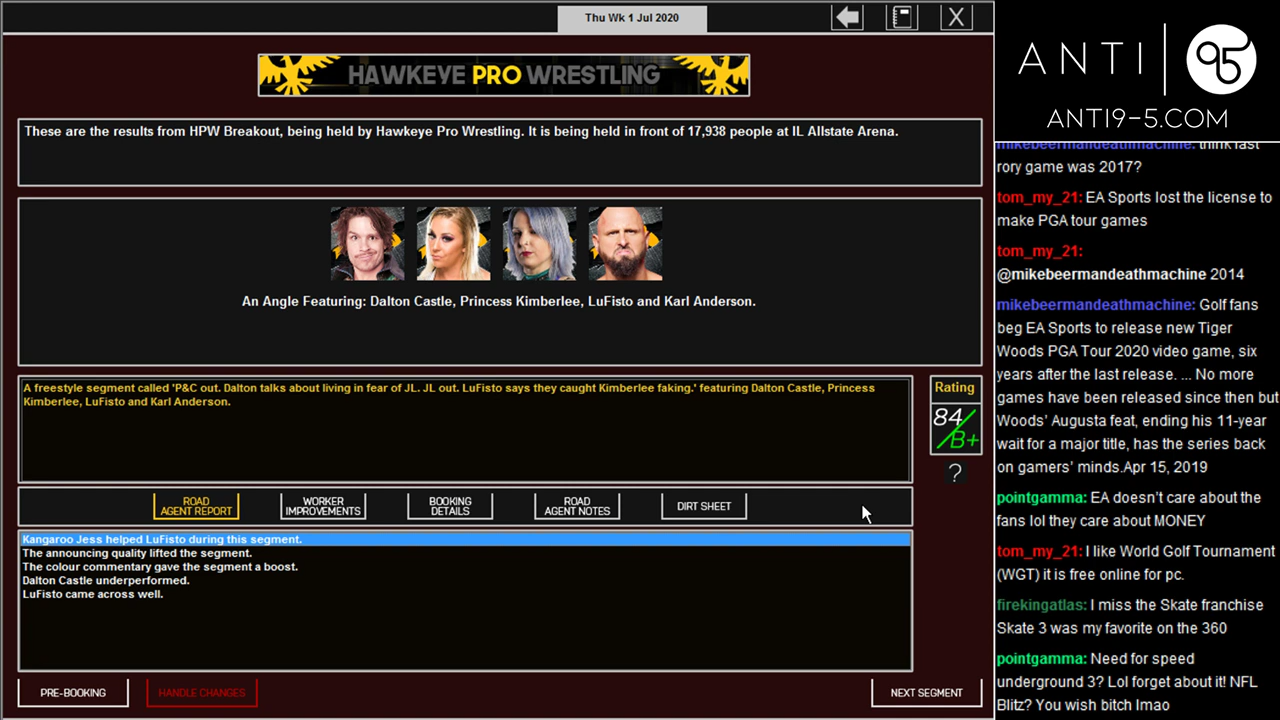 Thu Wk 1 Jul 2020
X
HAWKEYE PRO WRESTLING
These are the results from HPW Breakout, being held by Hawkeye Pro Wrestling. It is being held in front of 17,938 people at IL Allstate Arena.
An Angle Featuring: Dalton Castle, Princess Kimberlee, LuFisto and Karl Anderson.
A freestyle segment called 'P&C out. Dalton talks about living in fear of JL. JL out. LuFisto says they caught Kimberlee faking.' featuring Dalton Castle, Princess
Kimberlee, LuFisto and Karl Anderson.
Rating
84/B+
?
ROAD
AGENT REPORT
WORKER
IMPROVEMENTS
BOOKING
DETAILS
ROAD
AGENT NOTES
DIRT SHEET
Kangaroo Jess helped LuFisto during this segment.
The announcing quality lifted the segment.
The colour commentary gave the segment a boost.
Dalton Castle underperformed.
LuFisto came across well.
PRE-BOOKING
HANDLE CHANGES
NEXT SEGMENT
ANTI 95
ANTI9-5.COM
mikebeermandeathmachine: think last
rory game was 2017?
tom_my_21: EA Sports lost the license to
make PGA tour games
tom_my_21:
@mikebeermandeathmachine 2014
mikebeermandeathmachine: Golf fans
beg EA Sports to release new Tiger
Woods PGA Tour 2020 video game, six
years after the last release. ... No more
games have been released since then but
Woods' Augusta feat, ending his 11-year
wait for a major title, has the series back
on gamers' minds.Apr 15, 2019
pointgamma: EA doesn't care about the
fans lol they care about MONEY
tom_my_21: I like World Golf Tournament
(WGT) it is free online for pc.
firekingatlas: I miss the Skate franchise
Skate 3 was my favorite on the 360
pointgamma: Need for speed
underground 3? Lol forget about it! NFL
Blitz? You wish bitch lmao